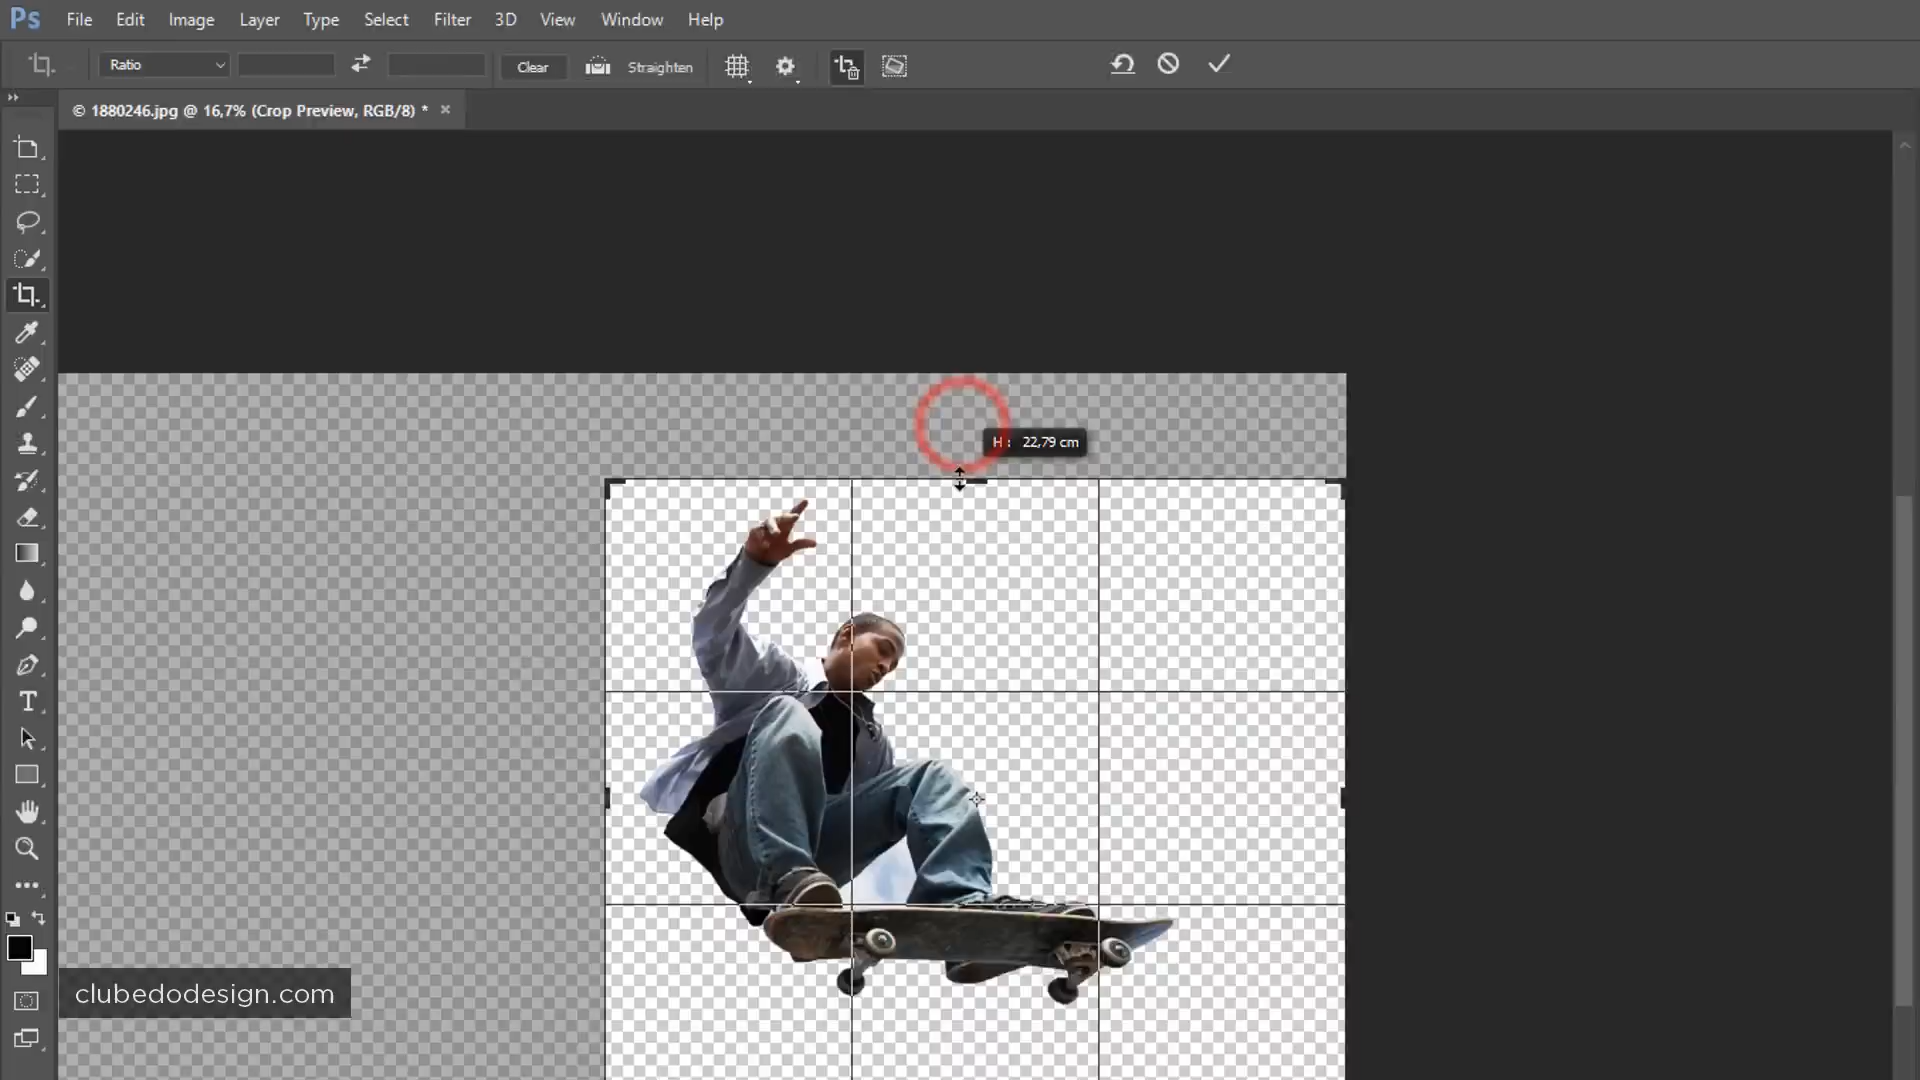 Ps File Edit Image Layer Type Select Filter 3D View Window Help
Ratio Clear Straighten
© 1880246.jpg @ 16,7% (Crop Preview, RGB/8) * ×
H: 22,79 cm
clubedodesign.com